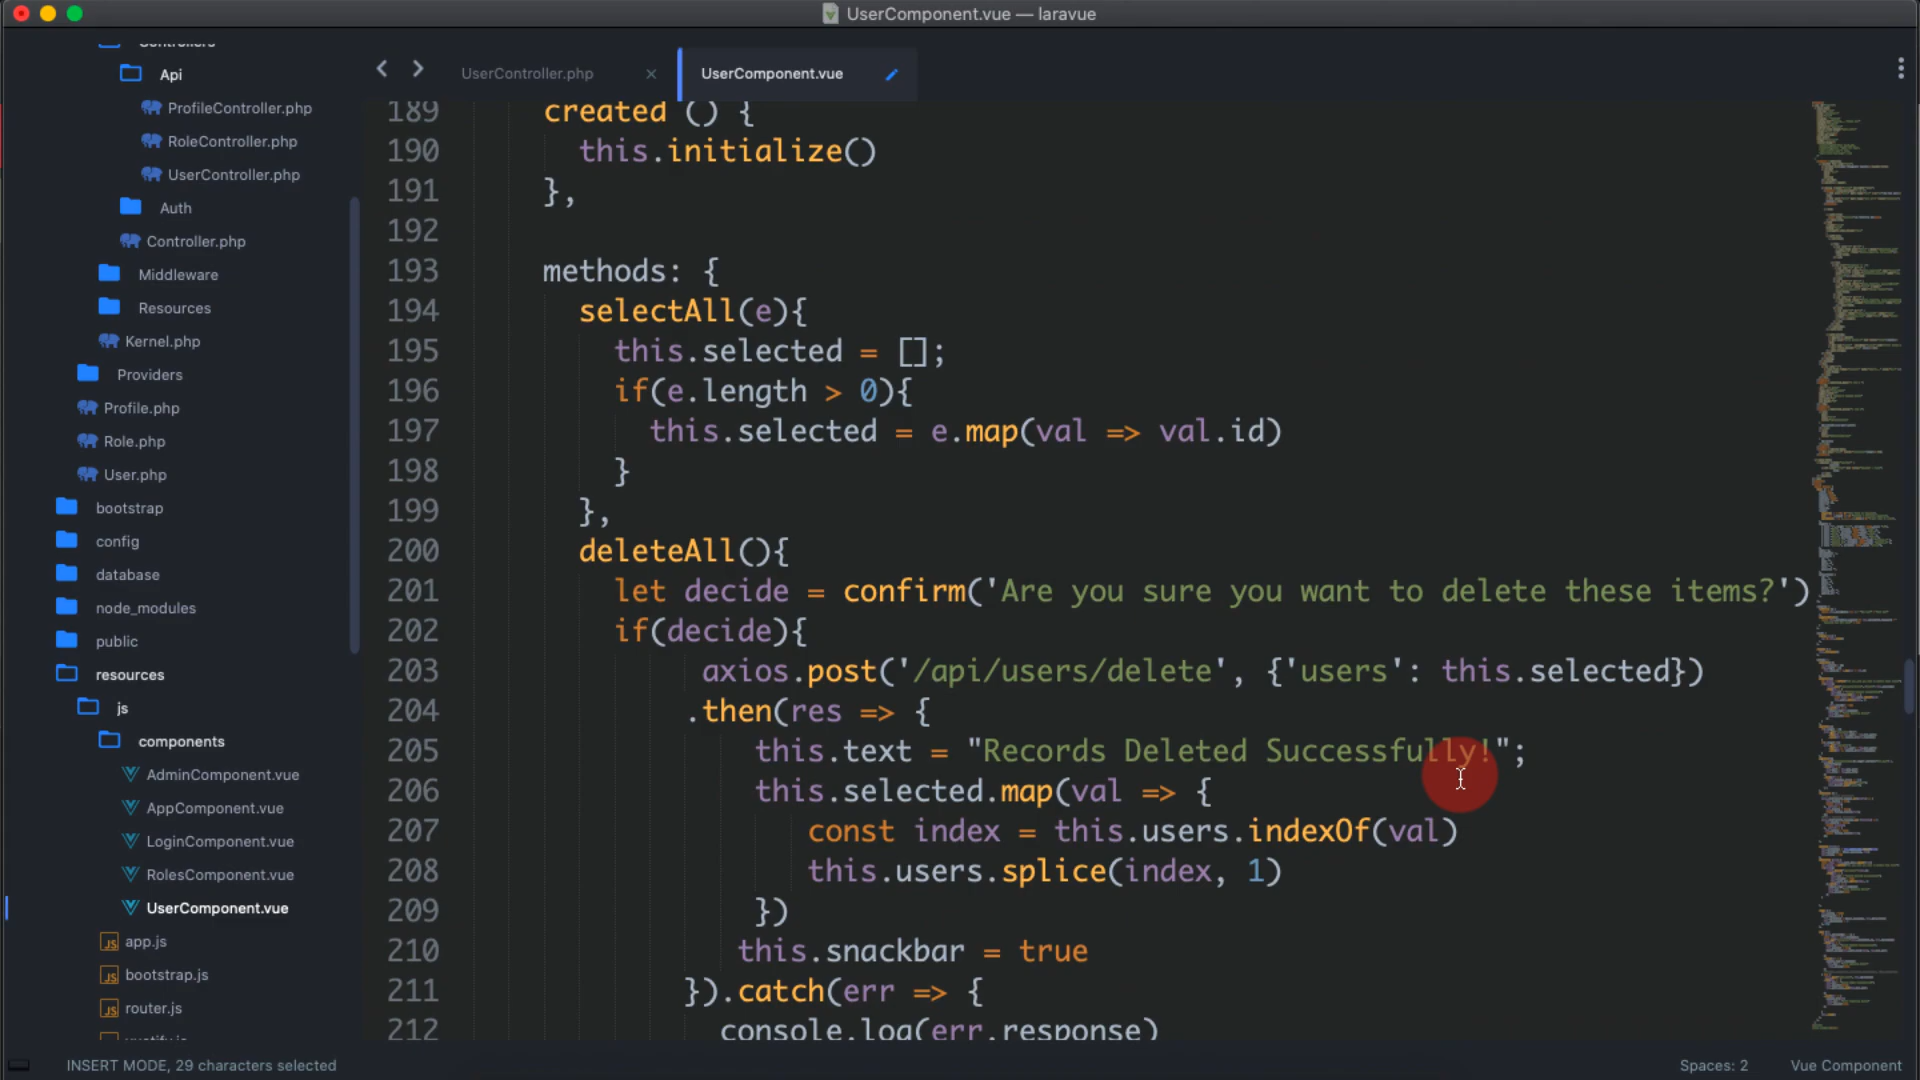 UserComponent.vue — laravue
Controllers
Api
ProfileController.php
RoleController.php
UserController.php
Auth
Controller.php
Middleware
Resources
Kernel.php
Providers
Profile.php
Role.php
User.php
bootstrap
config
database
node_modules
public
resources
js
components
AdminComponent.vue
AppComponent.vue
LoginComponent.vue
RolesComponent.vue
UserComponent.vue
JS app.js
JS bootstrap.js
JS router.js
UserController.php ×
UserComponent.vue
189 created () {
190 this.initialize()
191 },
192
193 methods: {
194 selectAll(e){
195 this.selected = [];
196 if(e.length > 0){
197 this.selected = e.map(val => val.id)
198 }
199 },
200 deleteAll(){
201 let decide = confirm('Are you sure you want to delete these items?')
202 if(decide){
203 axios.post('/api/users/delete', {'users': this.selected})
204 .then(res => {
205 this.text = "Records Deleted Successfully!";
206 this.selected.map(val => {
207 const index = this.users.indexOf(val)
208 this.users.splice(index, 1)
209 })
210 this.snackbar = true
211 }).catch(err => {
212 console.log(err.response)
INSERT MODE, 29 characters selected
Spaces: 2
Vue Component